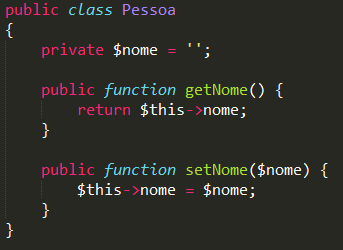 public class Pessoa
{
    private $nome = '';

    public function getNome() {
        return $this->nome;
    }

    public function setNome($nome) {
        $this->nome = $nome;
    }
}